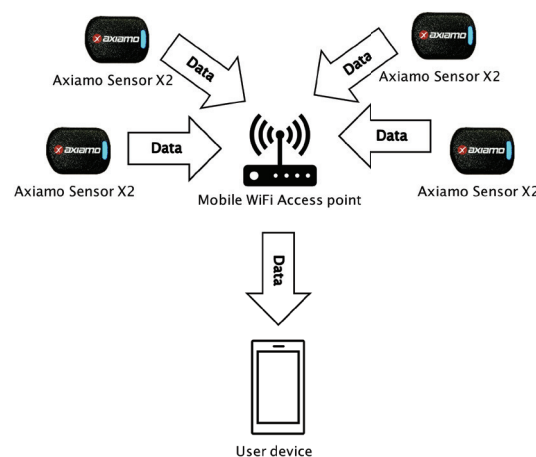 axiamo
axiamo
Axiamo Sensor X2
Data
Data
Axiamo Sensor X2
axiamo
Data
Data
axiamo
Axiamo Sensor X2
Mobile WiFi Access point
Axiamo Sensor X2
Data
User device